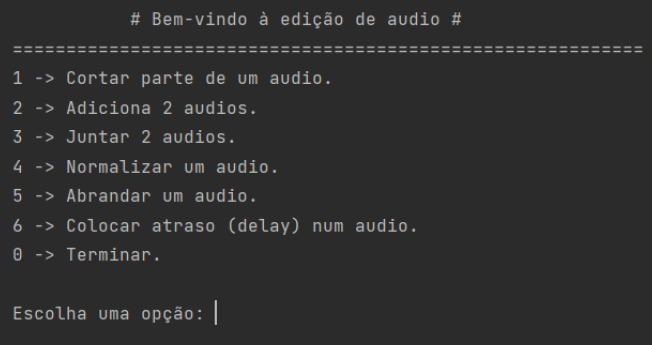 # Bem-vindo à edição de audio #
===========================================================
1 -> Cortar parte de um audio.
2 -> Adiciona 2 audios.
3 -> Juntar 2 audios.
4 -> Normalizar um audio.
5 -> Abrandar um audio.
6 -> Colocar atraso (delay) num audio.
0 -> Terminar.
Escolha uma opção: